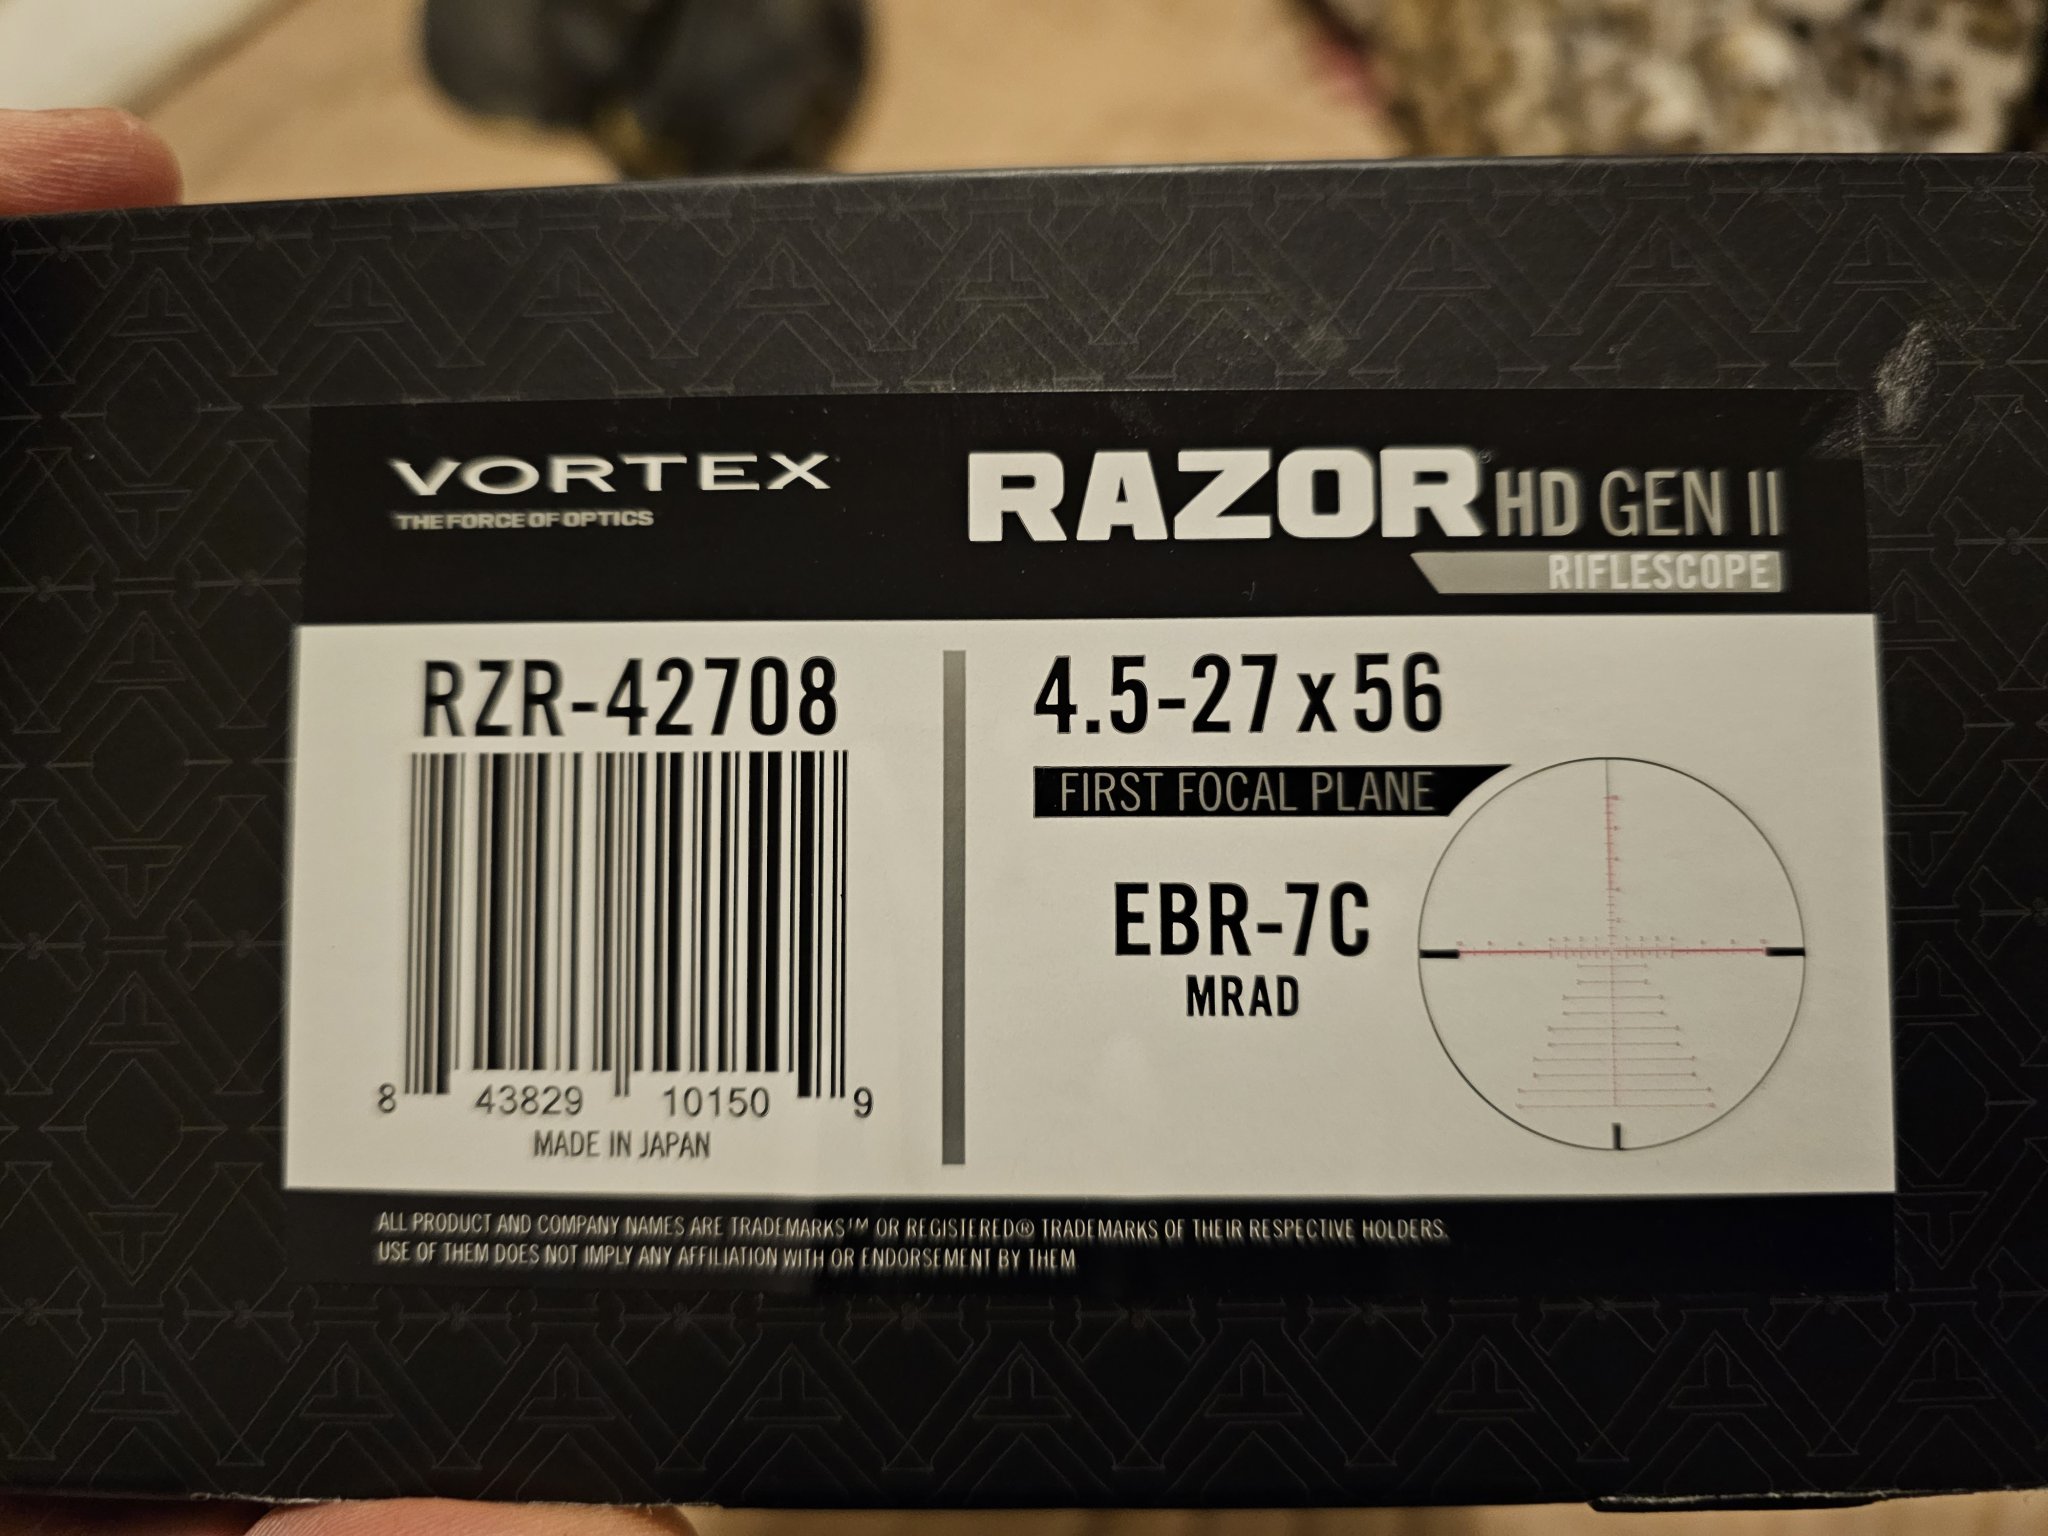 VORTEX
THE FORCE OF OPTICS
RAZOR HD GEN II
RIFLESCOPE
RZR-42708
8 43829 10150 9
MADE IN JAPAN
4.5-27 x 56
FIRST FOCAL PLANE
EBR-7C
MRAD
ALL PRODUCT AND COMPANY NAMES ARE TRADEMARKS™ OR REGISTERED® TRADEMARKS OF THEIR RESPECTIVE HOLDERS.
USE OF THEM DOES NOT IMPLY ANY AFFILIATION WITH OR ENDORSEMENT BY THEM